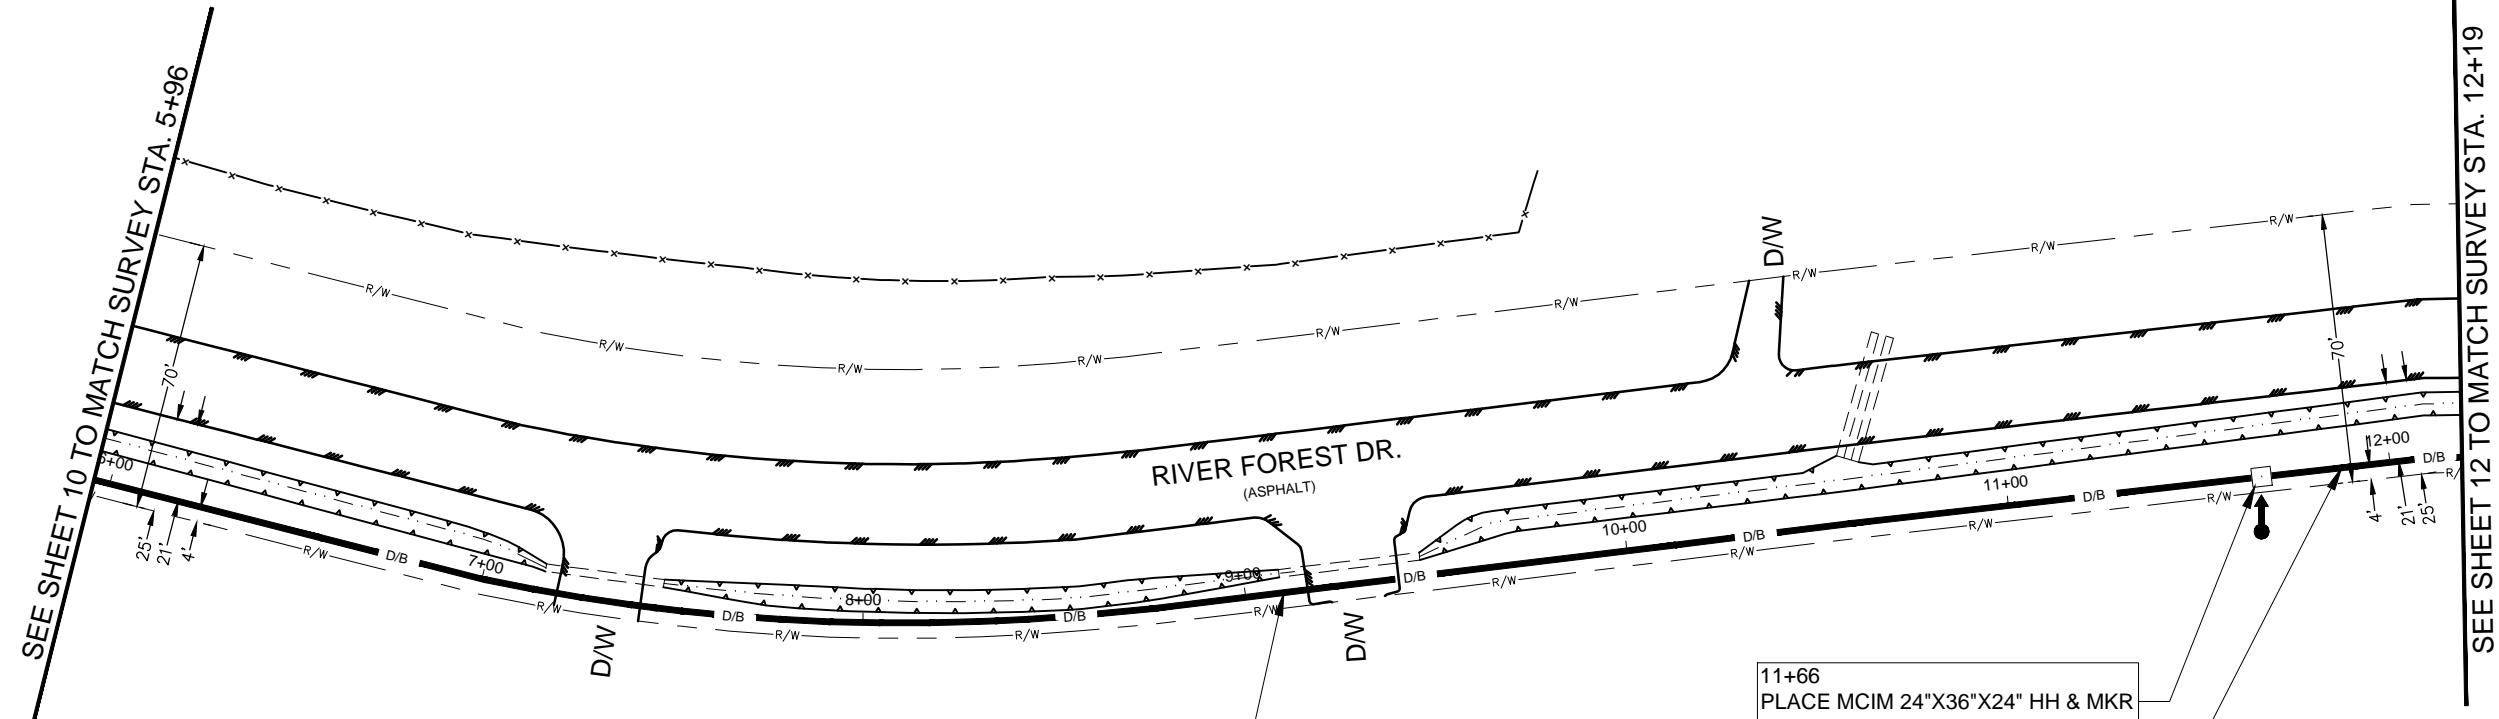 SEE SHEET 10 TO MATCH SURVEY STA. 5+96
SEE SHEET 12 TO MATCH SURVEY STA. 12+19
R/W
R/W
R/W
R/W
R/W
R/W
R/W
R/W
R/W
D/W
70'
70'
RIVER FOREST DR.
(ASPHALT)
6+00
7+00
8+00
9+00
10+00
11+00
12+00
D/B
D/B
D/B
D/B
D/B
D/B
D/B
R/W
R/W
R/W
R/W
R/W
R/W
R/W
R/W
R/W
R/
25'
21'
4'
4'
21'
25'
D/W
D/W
11+66
PLACE MCIM 24"X36"X24" HH & MKR